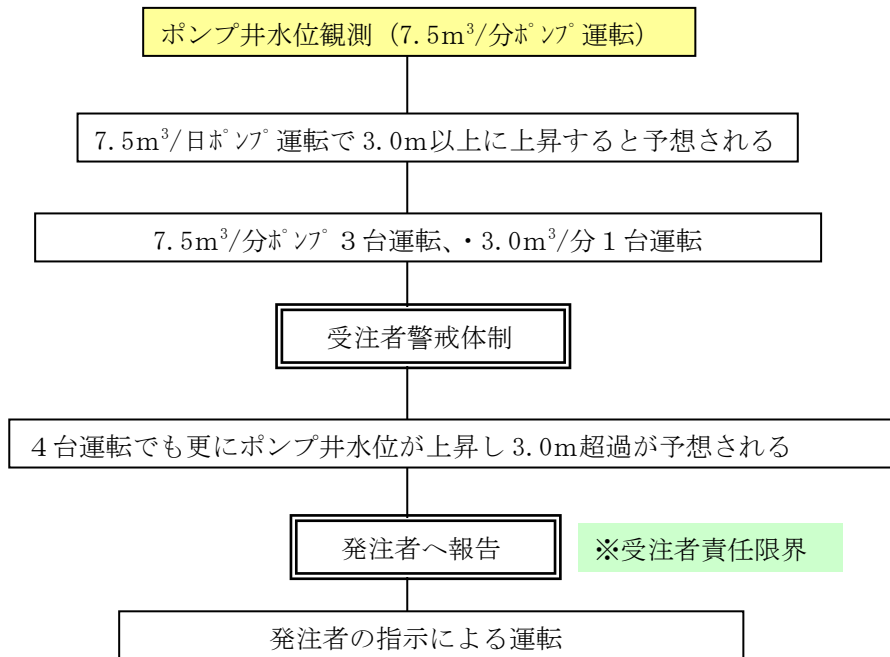 ポンプ井水位観測（7.5m³/分ﾎﾟﾝﾌﾟ運転）
7.5m³/日ﾎﾟﾝﾌﾟ運転で3.0m以上に上昇すると予想される
7.5m³/分ﾎﾟﾝﾌﾟ３台運転、・3.0m³/分１台運転
受注者警戒体制
４台運転でも更にポンプ井水位が上昇し3.0m超過が予想される
発注者へ報告
※受注者責任限界
発注者の指示による運転